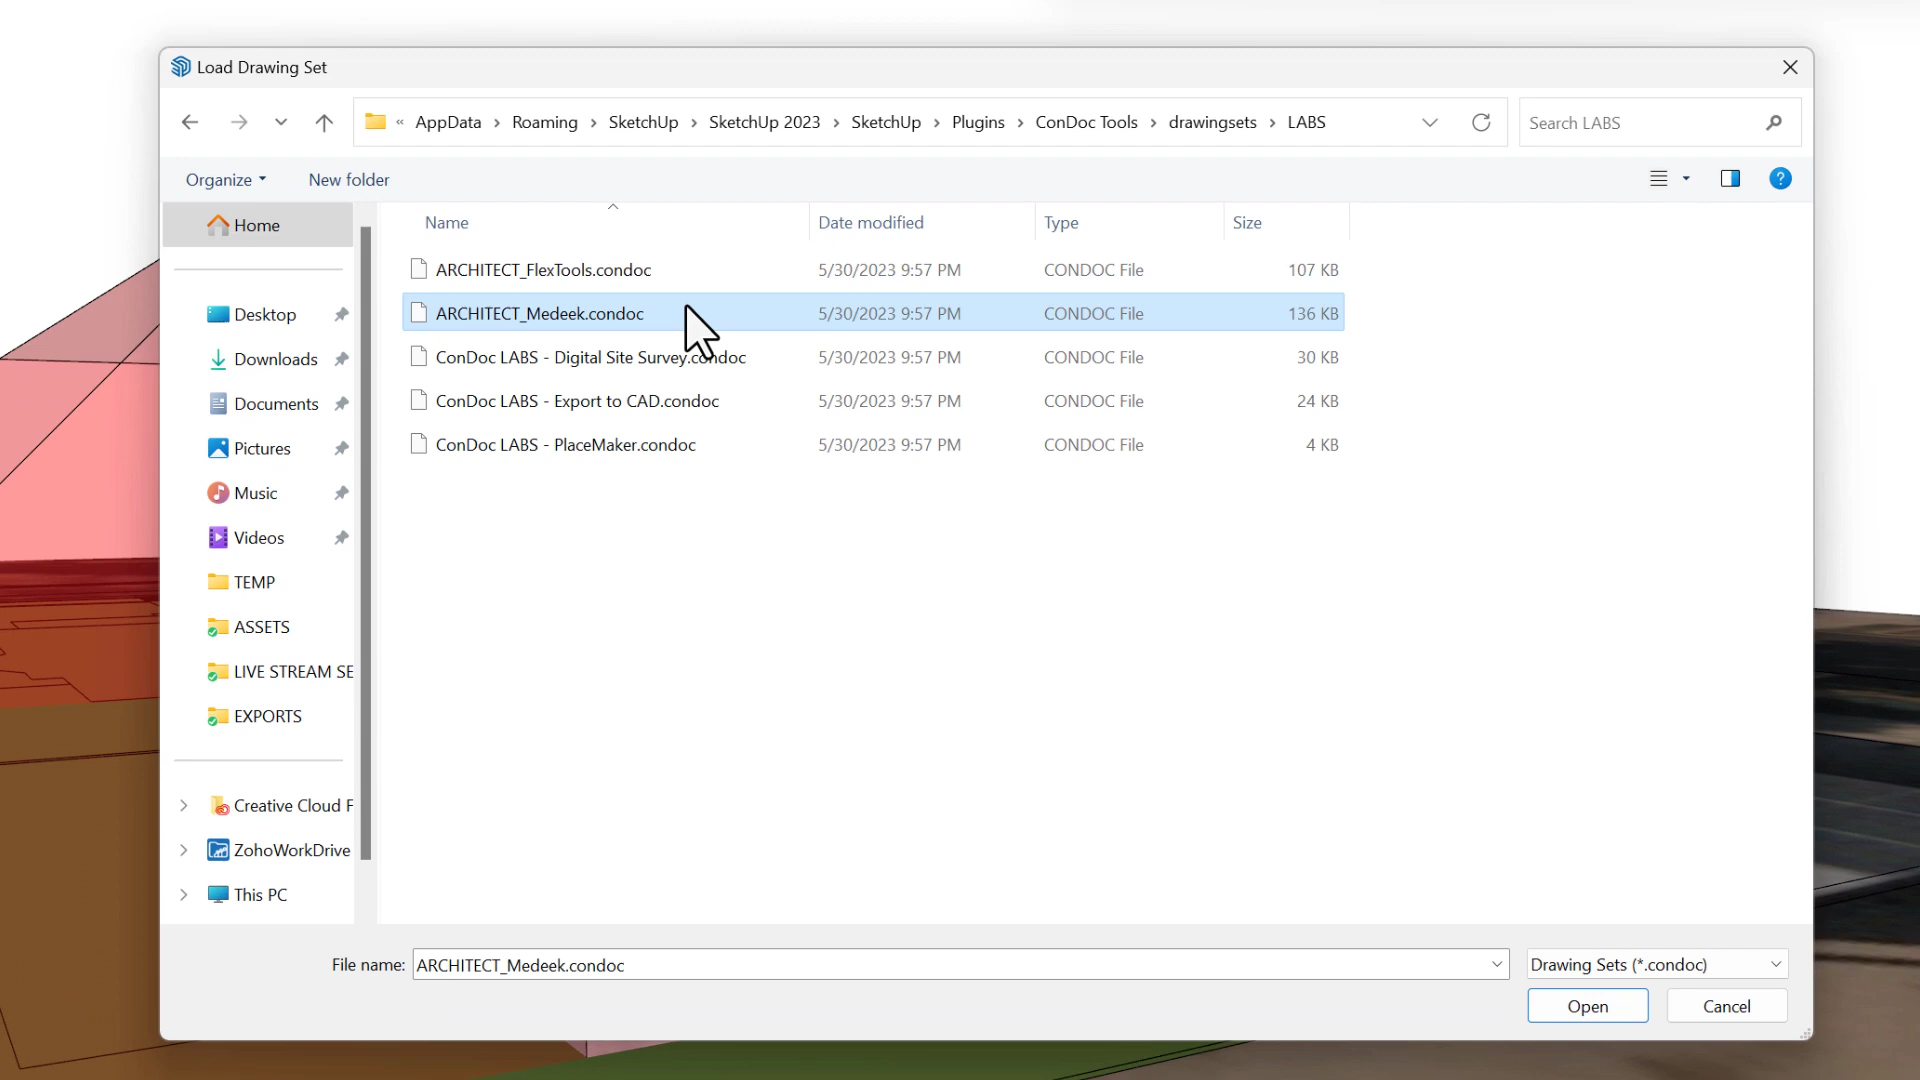 Load Drawing Set
« AppData > Roaming > SketchUp > SketchUp 2023 > SketchUp > Plugins > ConDoc Tools > drawingsets > LABS
Search LABS
Organize
New folder
?
Home
Name
Date modified
Type
Size
ARCHITECT_FlexTools.condoc 5/30/2023 9:57 PM CONDOC File 107 KB
ARCHITECT_Medeek.condoc 5/30/2023 9:57 PM CONDOC File 136 KB
ConDoc LABS - Digital Site Survey.condoc 5/30/2023 9:57 PM CONDOC File 30 KB
ConDoc LABS - Export to CAD.condoc 5/30/2023 9:57 PM CONDOC File 24 KB
ConDoc LABS - PlaceMaker.condoc 5/30/2023 9:57 PM CONDOC File 4 KB
Desktop
Downloads
Documents
Pictures
Music
Videos
TEMP
ASSETS
LIVE STREAM SE
EXPORTS
Creative Cloud F
ZohoWorkDrive
This PC
File name: ARCHITECT_Medeek.condoc
Drawing Sets (*.condoc)
Open
Cancel